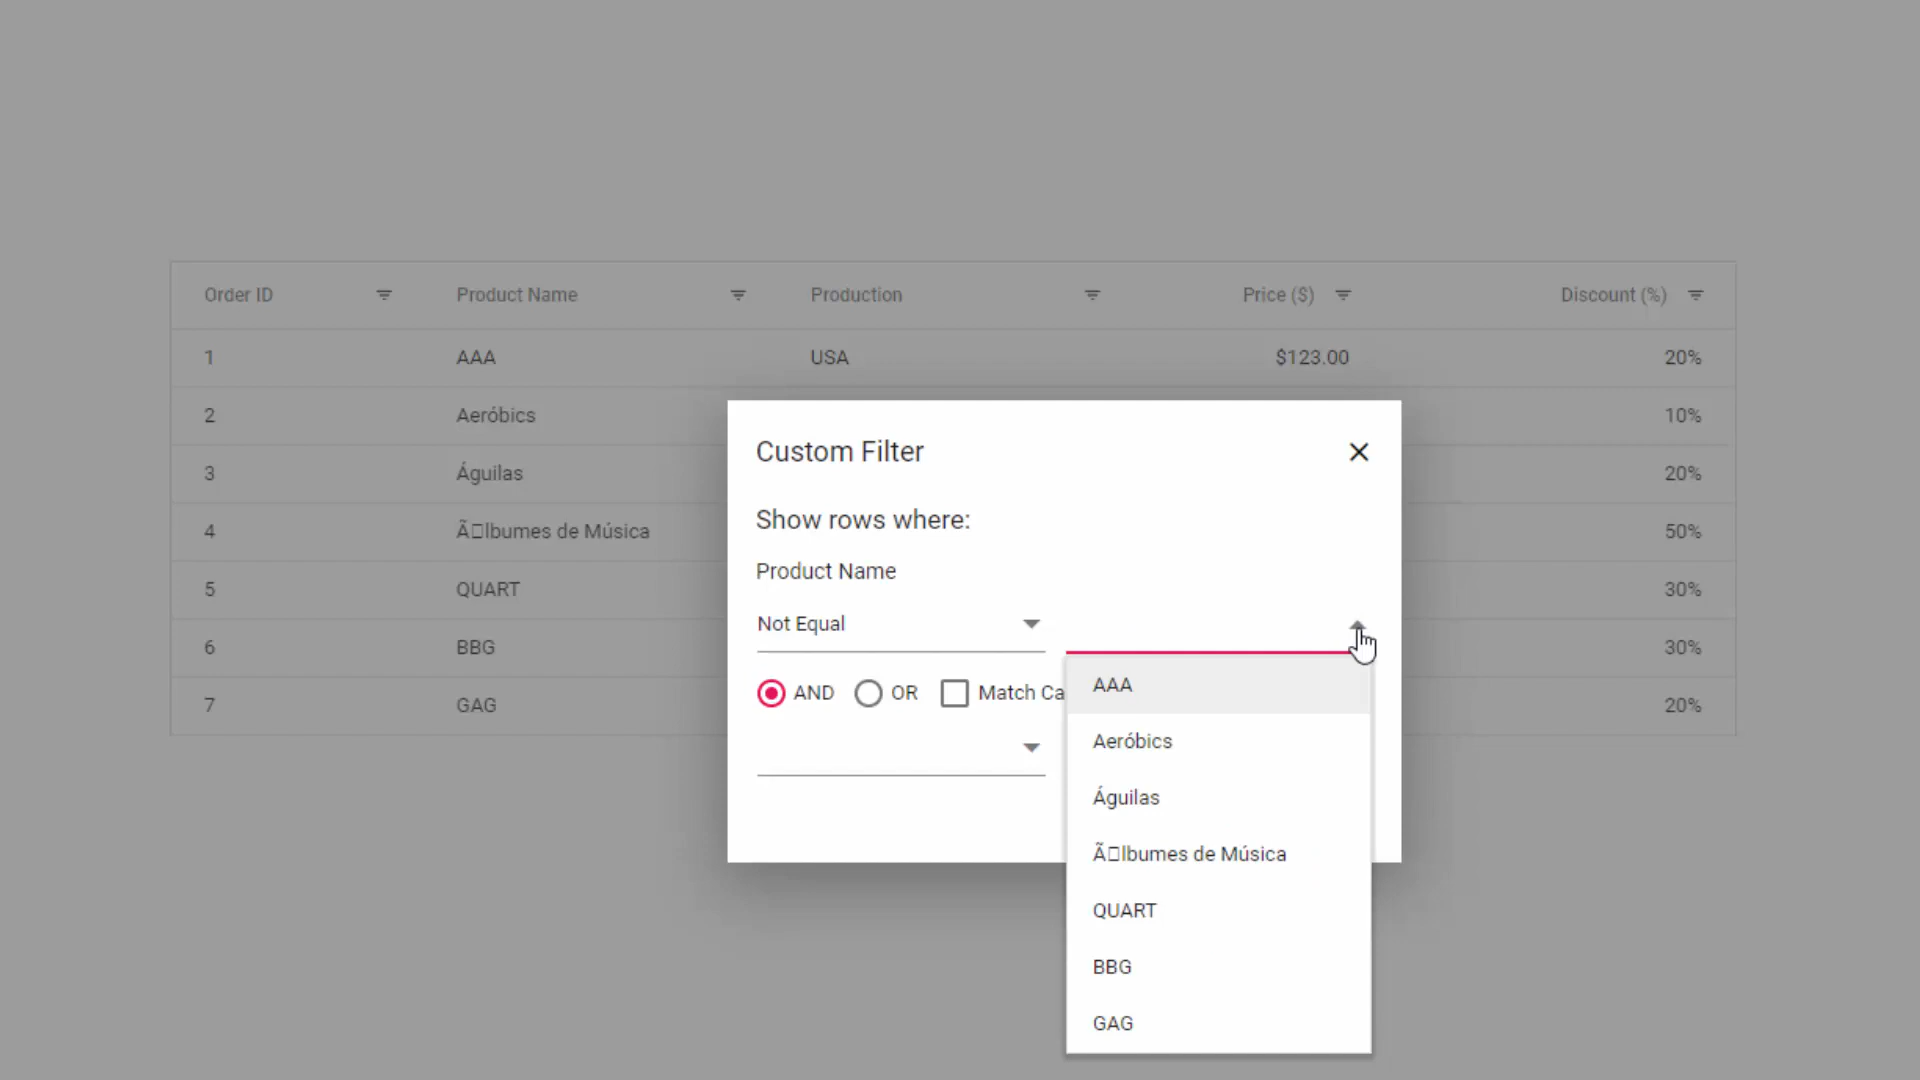 Order ID Product Name Production Price ($) Discount (%)
1 AAA USA $123.00 20%
2 Aeróbics 10%
3 Águilas 20%
4 Ã□lbumes de Música 50%
5 QUART 30%
6 BBG 30%
7 GAG 20%
Custom Filter
Show rows where:
Product Name
Not Equal
AND OR Match Ca
AAA
Aeróbics
Águilas
Ã□lbumes de Música
QUART
BBG
GAG